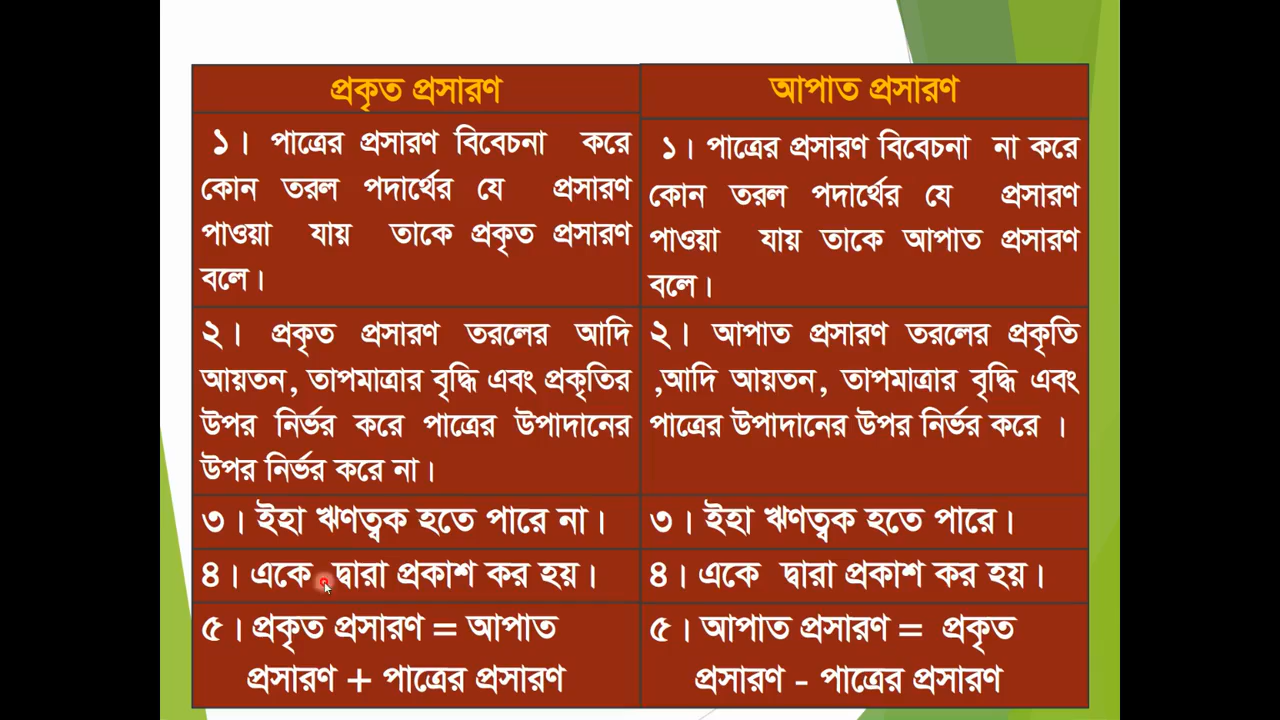 প্রকৃত প্রসারণ
আপাত প্রসারণ
১। পাত্রের প্রসারণ বিবেচনা করে
কোন তরল পদার্থের যে প্রসারণ
পাওয়া যায় তাকে প্রকৃত প্রসারণ
বলে।
১। পাত্রের প্রসারণ বিবেচনা না করে
কোন তরল পদার্থের যে প্রসারণ
পাওয়া যায় তাকে আপাত প্রসারণ
বলে।
২। প্রকৃত প্রসারণ তরলের আদি
আয়তন, তাপমাত্রার বৃদ্ধি এবং প্রকৃতির
উপর নির্ভর করে পাত্রের উপাদানের
উপর নির্ভর করে না।
২। আপাত প্রসারণ তরলের প্রকৃতি
,আদি আয়তন, তাপমাত্রার বৃদ্ধি এবং
পাত্রের উপাদানের উপর নির্ভর করে ।
৩। ইহা ঋণত্বক হতে পারে না।
৩। ইহা ঋণত্বক হতে পারে।
৪। একে দ্বারা প্রকাশ কর হয়।
৪। একে দ্বারা প্রকাশ কর হয়।
৫। প্রকৃত প্রসারণ = আপাত
প্রসারণ + পাত্রের প্রসারণ
৫। আপাত প্রসারণ = প্রকৃত
প্রসারণ - পাত্রের প্রসারণ